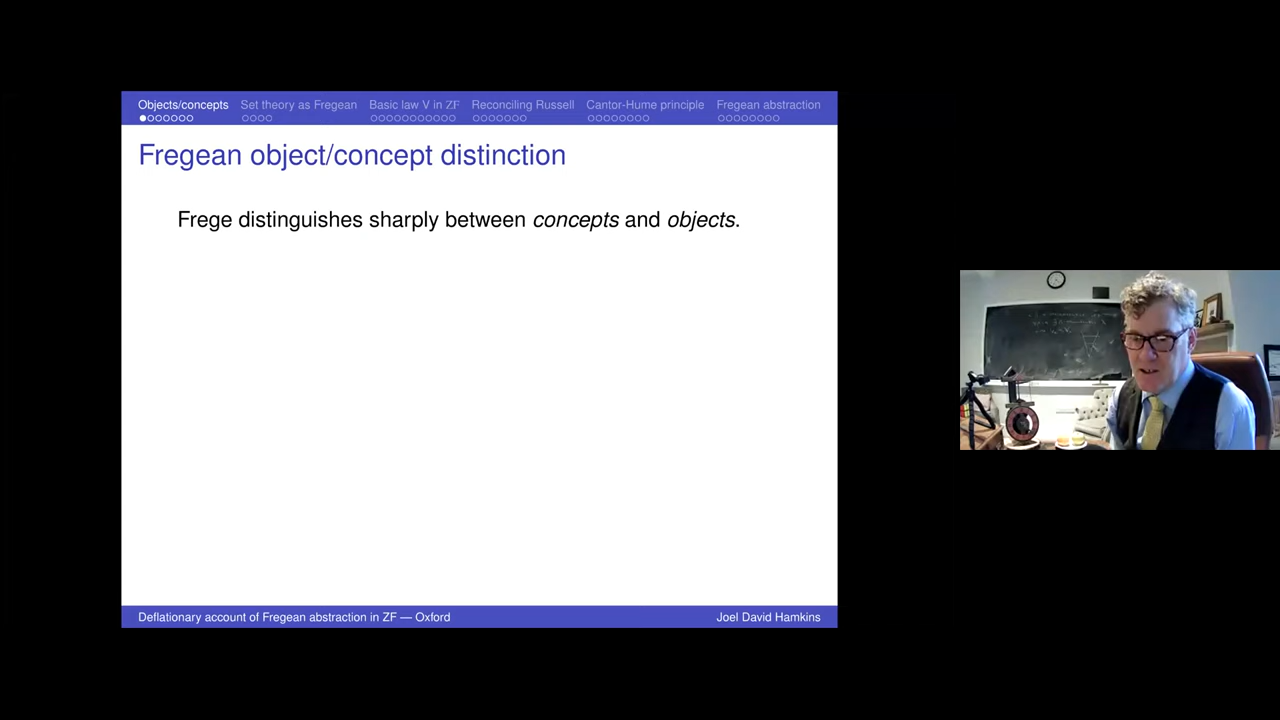 Objects/concepts Set theory as Fregean Basic law V in ZF Reconciling Russell Cantor-Hume principle Fregean abstraction
Fregean object/concept distinction
Frege distinguishes sharply between concepts and objects.
Deflationary account of Fregean abstraction in ZF — Oxford Joel David Hamkins